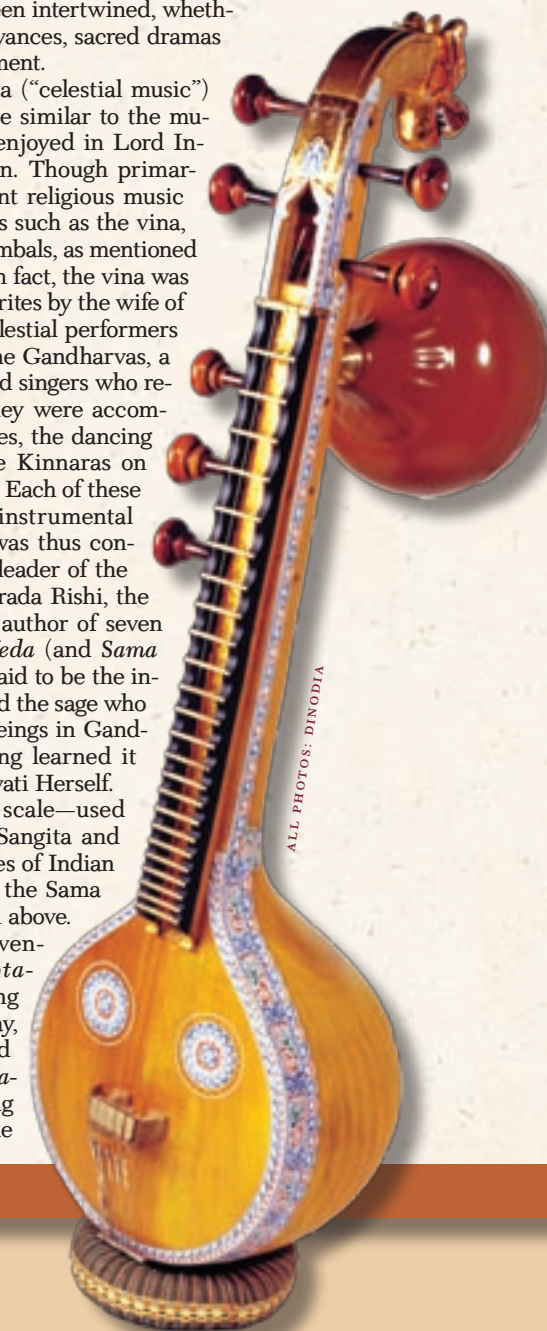 een intertwined, wheth-
vances, sacred dramas
ment.
a (“celestial music”)
e similar to the mu-
enjoyed in Lord In-
n. Though primar-
nt religious music
s such as the vina,
mbals, as mentioned
n fact, the vina was
rites by the wife of
lestial performers
ne Gandharvas, a
d singers who re-
ney were accom-
es, the dancing
e Kinnaras on
Each of these
instrumental
was thus con-
leader of the
rada Rishi, the
author of seven
eda (and Sama
aid to be the in-
d the sage who
eings in Gand-
ng learned it
vati Herself.
scale—used
Sangita and
es of Indian
the Sama
above.
ven-
ta-
ng
ay,
d
a-
g
e
ALL PHOTOS: DINODIA